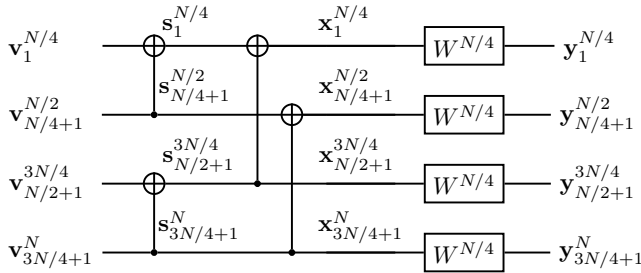 v_1^{N/4} s_1^{N/4} x_1^{N/4} W^{N/4} y_1^{N/4}
v_{N/4+1}^{N/2} s_{N/4+1}^{N/2} x_{N/4+1}^{N/2} W^{N/4} y_{N/4+1}^{N/2}
v_{N/2+1}^{3N/4} s_{N/2+1}^{3N/4} x_{N/2+1}^{3N/4} W^{N/4} y_{N/2+1}^{3N/4}
v_{3N/4+1}^{N} s_{3N/4+1}^{N} x_{3N/4+1}^{N} W^{N/4} y_{3N/4+1}^{N}